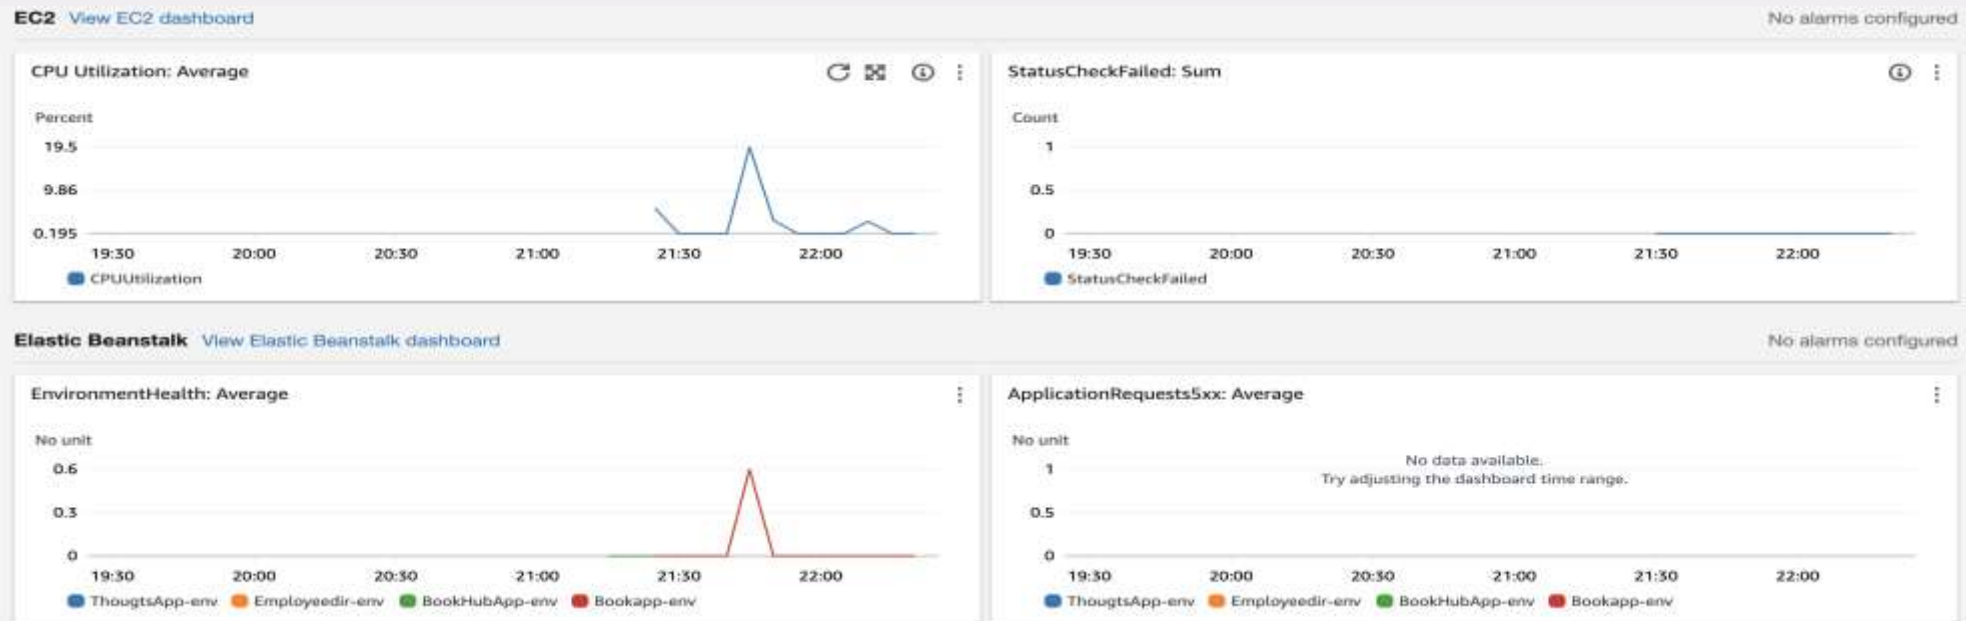 EC2 View EC2 dashboard No alarms configured
CPU Utilization: Average
Percent
19.5
9.86
0.195
19:30 20:00 20:30 21:00 21:30 22:00
CPUUtilization
StatusCheckFailed: Sum
Count
1
0.5
0
19:30 20:00 20:30 21:00 21:30 22:00
StatusCheckFailed
Elastic Beanstalk View Elastic Beanstalk dashboard No alarms configured
EnvironmentHealth: Average
No unit
0.6
0.3
0
19:30 20:00 20:30 21:00 21:30 22:00
ThougtsApp-env Employeedir-env BookHubApp-env Bookapp-env
ApplicationRequests5xx: Average
No unit
No data available.
Try adjusting the dashboard time range.
1
0.5
0
19:30 20:00 20:30 21:00 21:30 22:00
ThougtsApp-env Employeedir-env BookHubApp-env Bookapp-env